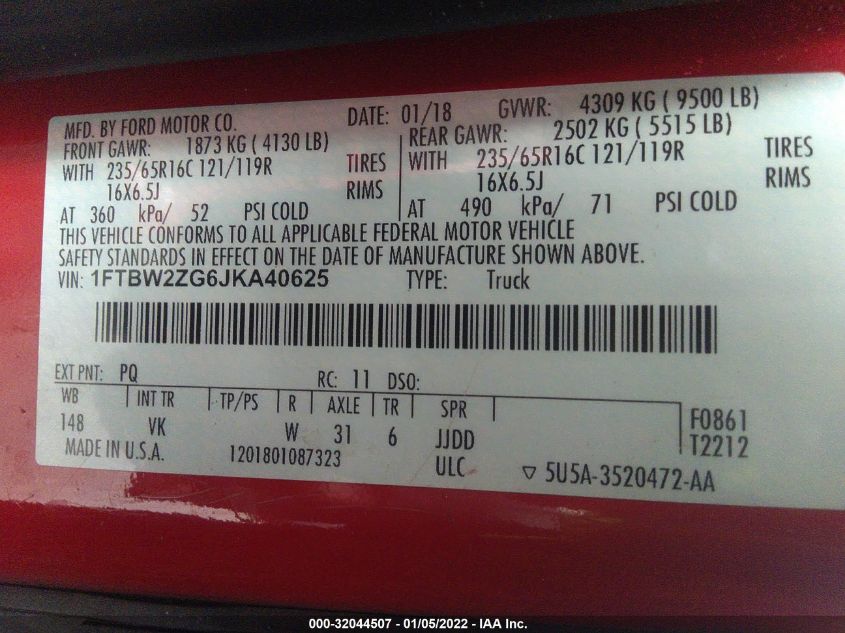 MFD. BY FORD MOTOR CO. DATE: 01/18 GVWR: 4309 KG ( 9500 LB)
FRONT GAWR: 1873 KG ( 4130 LB) REAR GAWR: 2502 KG ( 5515 LB)
WITH 235/65R16C 121/119R TIRES WITH 235/65R16C 121/119R TIRES
16X6.5J RIMS 16X6.5J RIMS
AT 360 kPa/ 52 PSI COLD AT 490 kPa/ 71 PSI COLD
THIS VEHICLE CONFORMS TO ALL APPLICABLE FEDERAL MOTOR VEHICLE
SAFETY STANDARDS IN EFFECT ON THE DATE OF MANUFACTURE SHOWN ABOVE.
VIN: 1FTBW2ZG6JKA40625 TYPE: Truck
EXT PNT: PQ RC: 11 DSO:
WB INT TR TP/PS R AXLE TR SPR F0861
148 VK W 31 6 JJDD T2212
MADE IN U.S.A. 1201801087323 ULC ▽ 5U5A-3520472-AA
000-32044507 - 01/05/2022 - IAA Inc.